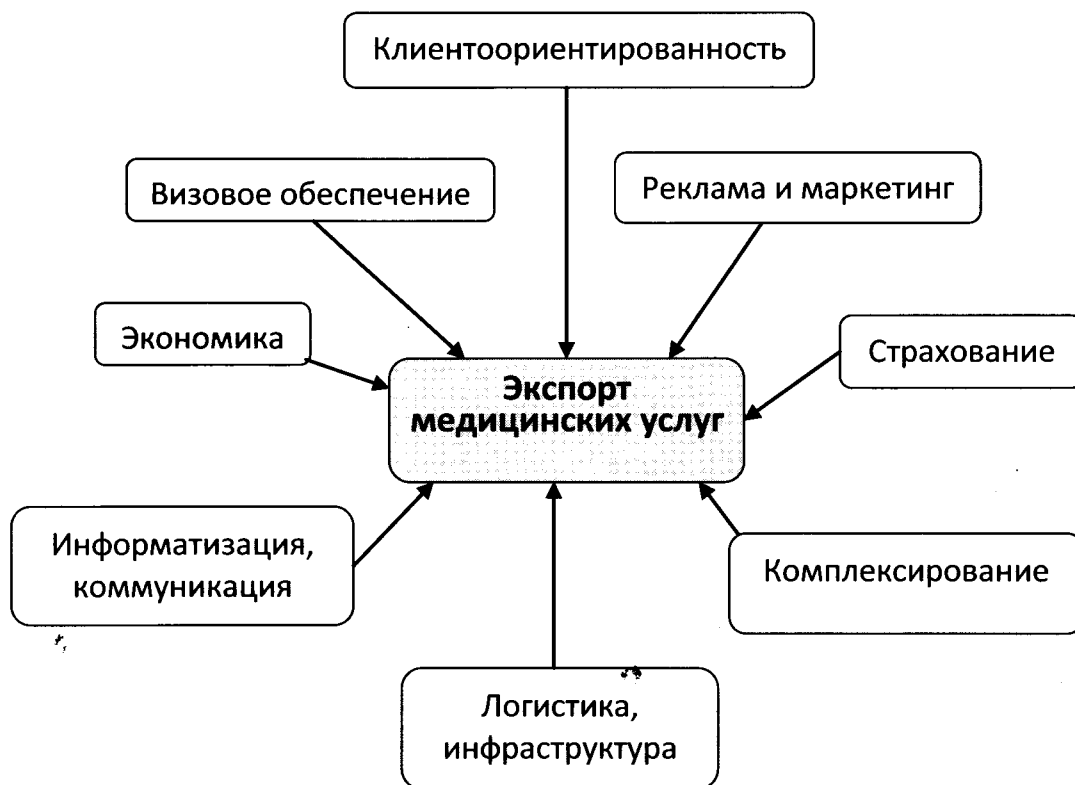 Клиентоориентированность
Визовое обеспечение
Реклама и маркетинг
Экономика
Страхование
Экспорт
медицинских услуг
Информатизация,
коммуникация
Комплексирование
Логистика,
инфраструктура